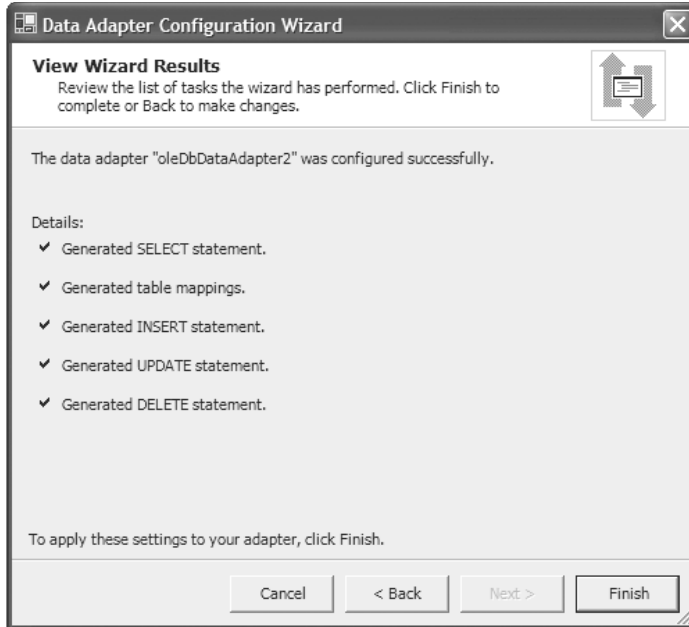 Data Adapter Configuration Wizard
View Wizard Results
Review the list of tasks the wizard has performed. Click Finish to
complete or Back to make changes.
The data adapter "oleDbDataAdapter2" was configured successfully.
Details:
Generated SELECT statement.
Generated table mappings.
Generated INSERT statement.
Generated UPDATE statement.
Generated DELETE statement.
To apply these settings to your adapter, click Finish.
Cancel
< Back
Next >
Finish